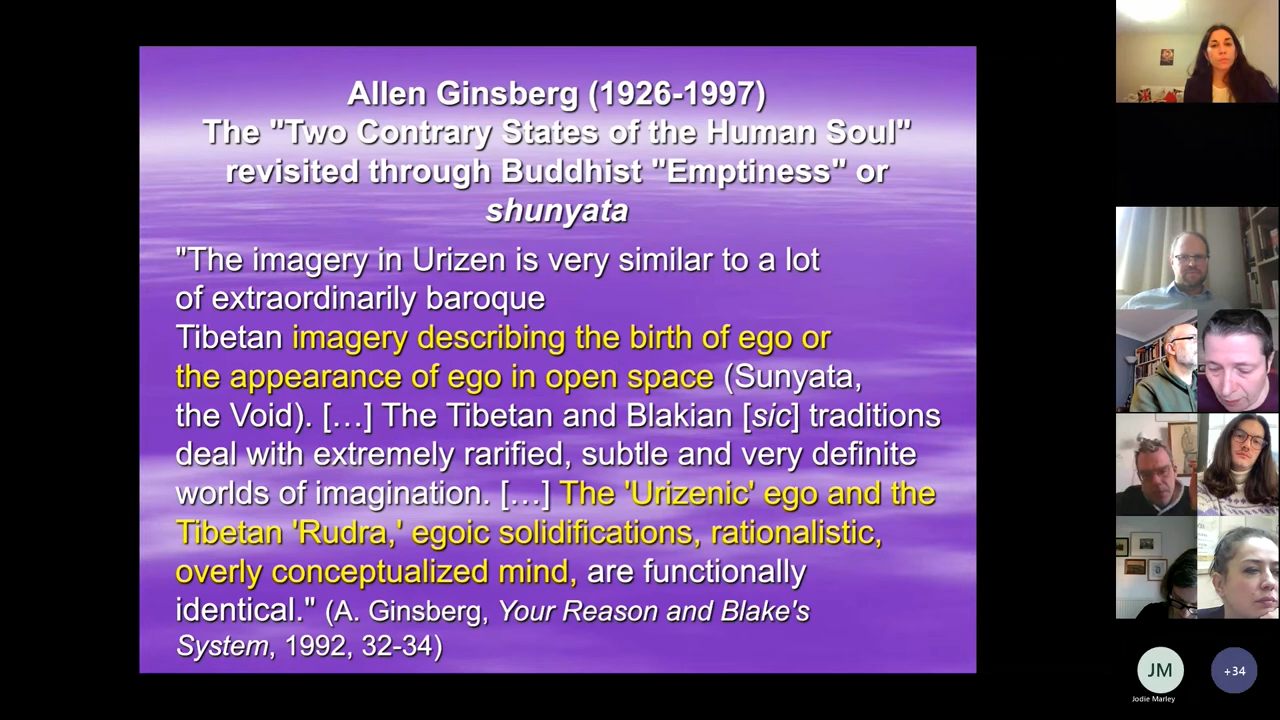 Allen Ginsberg (1926-1997)
The "Two Contrary States of the Human Soul"
revisited through Buddhist "Emptiness" or
shunyata
"The imagery in Urizen is very similar to a lot
of extraordinarily baroque
Tibetan imagery describing the birth of ego or
the appearance of ego in open space (Sunyata,
the Void). […] The Tibetan and Blakian [sic] traditions
deal with extremely rarified, subtle and very definite
worlds of imagination. […] The 'Urizenic' ego and the
Tibetan 'Rudra,' egoic solidifications, rationalistic,
overly conceptualized mind, are functionally
identical." (A. Ginsberg, Your Reason and Blake's
System, 1992, 32-34)
JM
+34
Jodie Marley